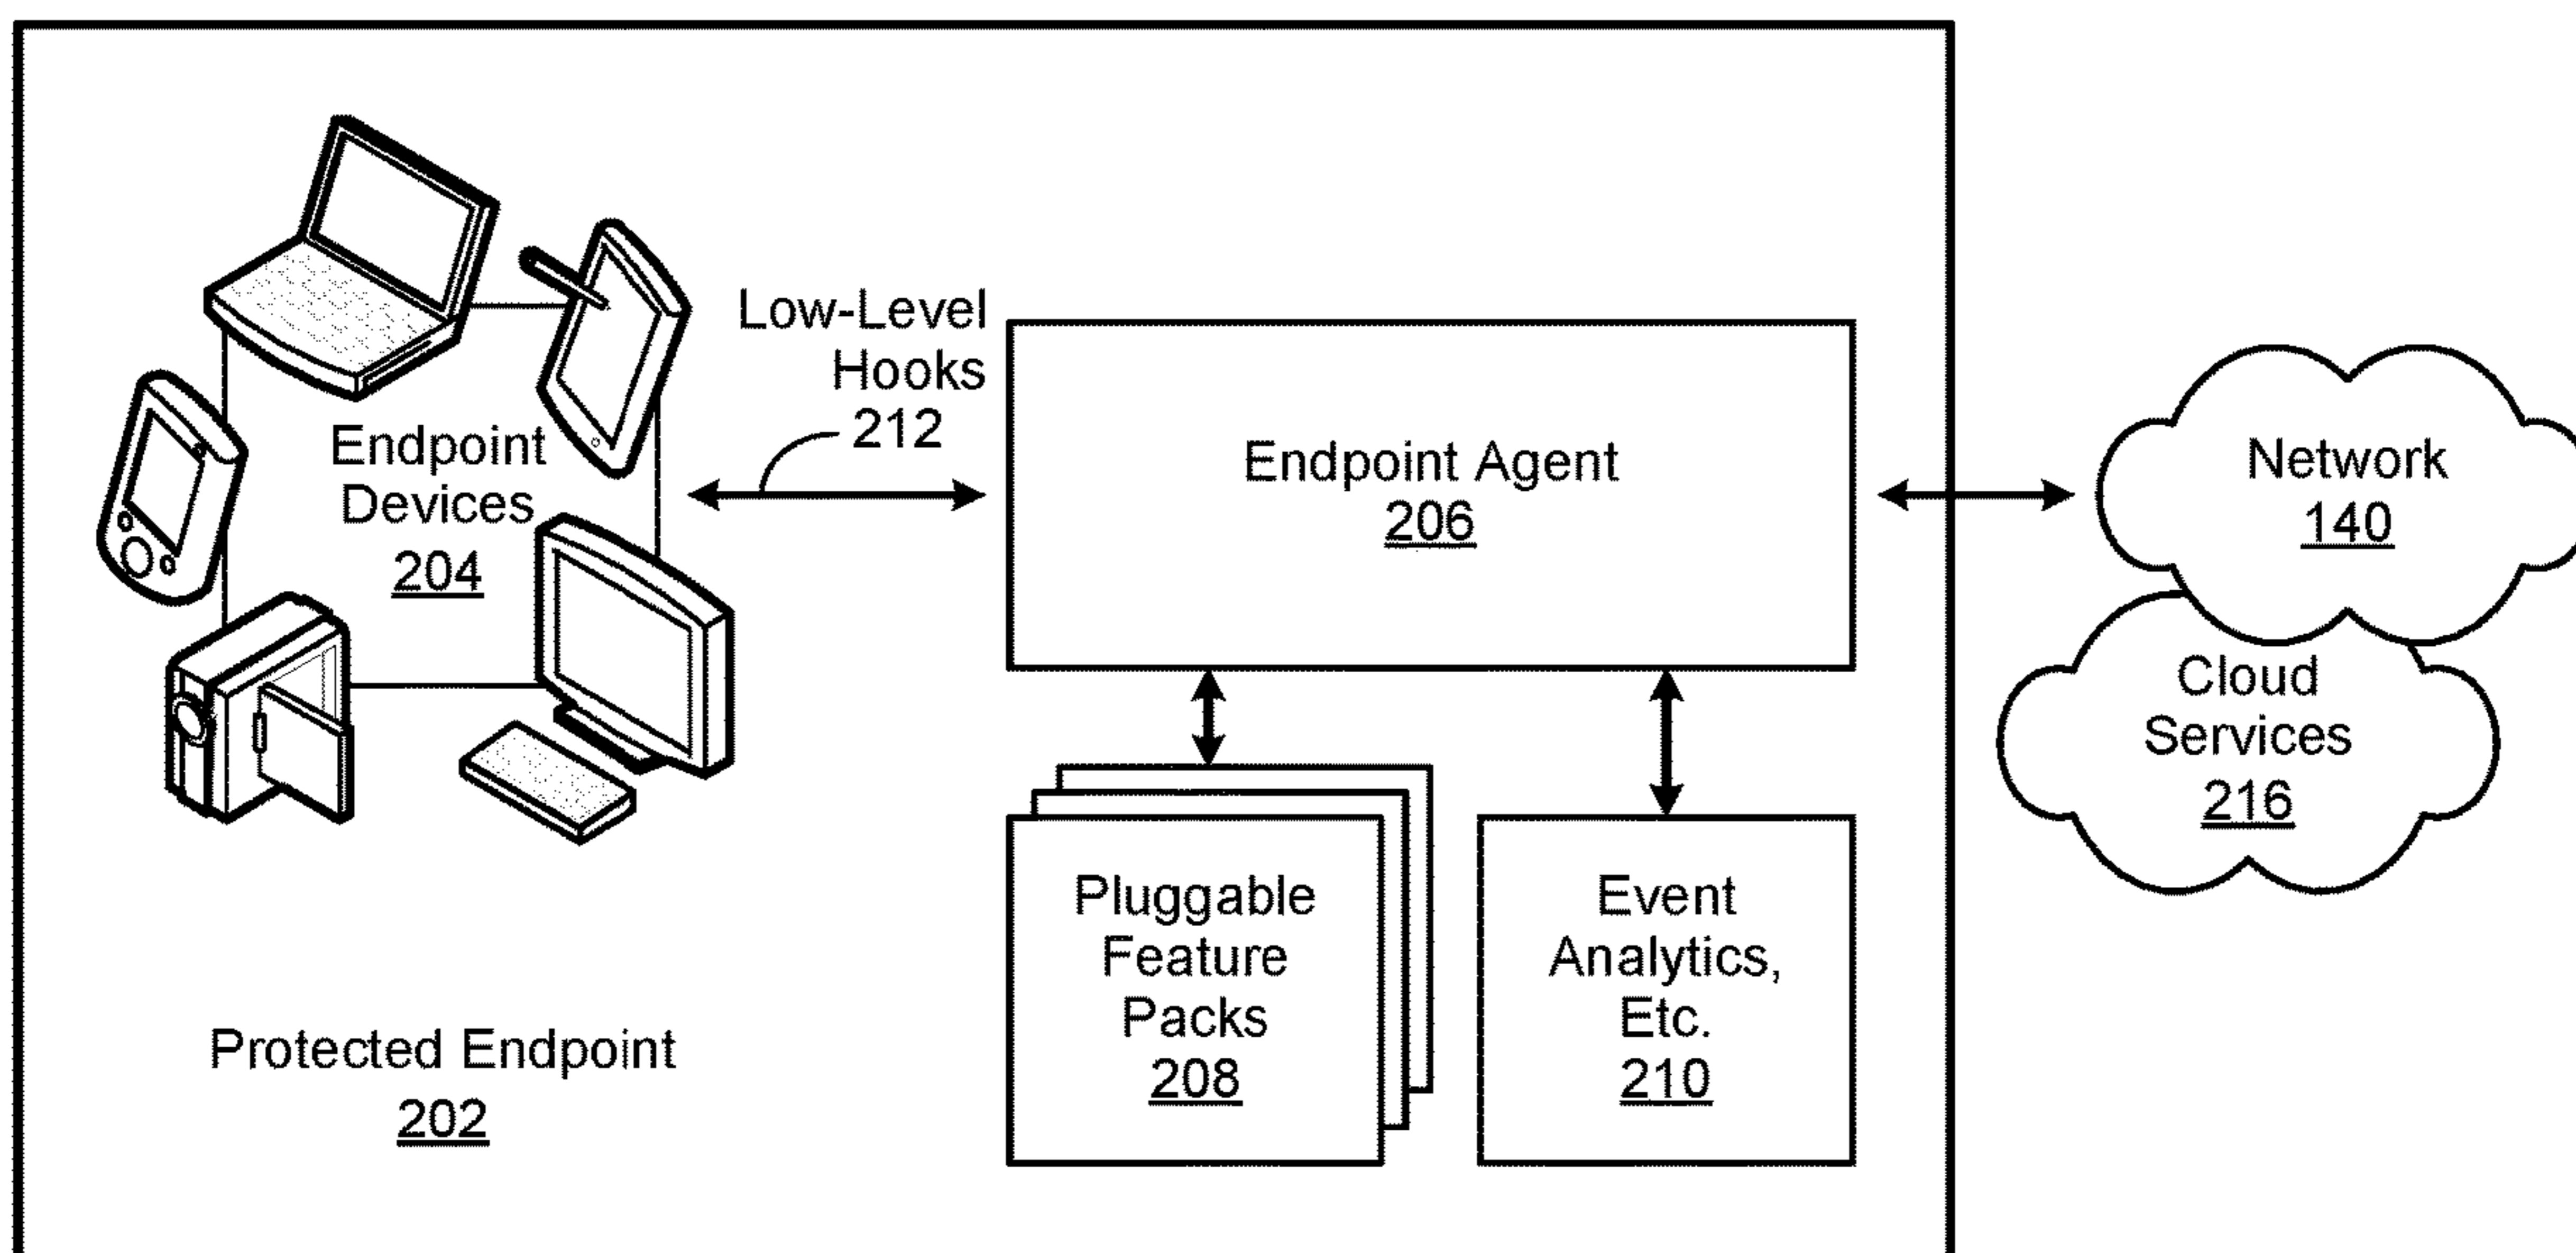 Low-Level
Hooks
212
Endpoint
Devices
204
Endpoint Agent
206
Network
140
Cloud
Services
216
Pluggable
Feature
Packs
208
Event
Analytics,
Etc.
210
Protected Endpoint
202